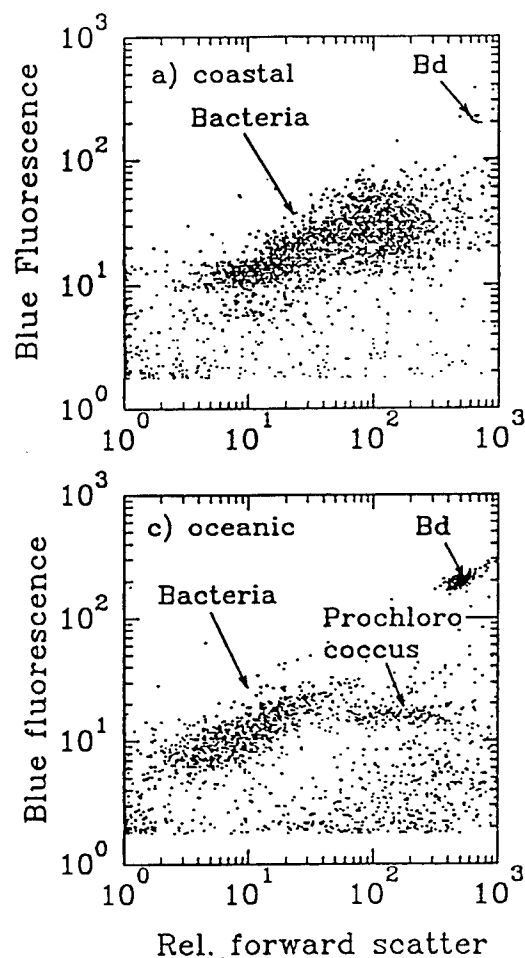 10³
a) coastal
Bd
Bacteria
10²
Blue Fluorescence
10¹
10⁰
10⁰ 10¹ 10² 10³
10³
c) oceanic
Bd
Bacteria
10²
Prochloro
coccus
Blue fluorescence
10¹
10⁰
10⁰ 10¹ 10² 10³
Rel. forward scatter